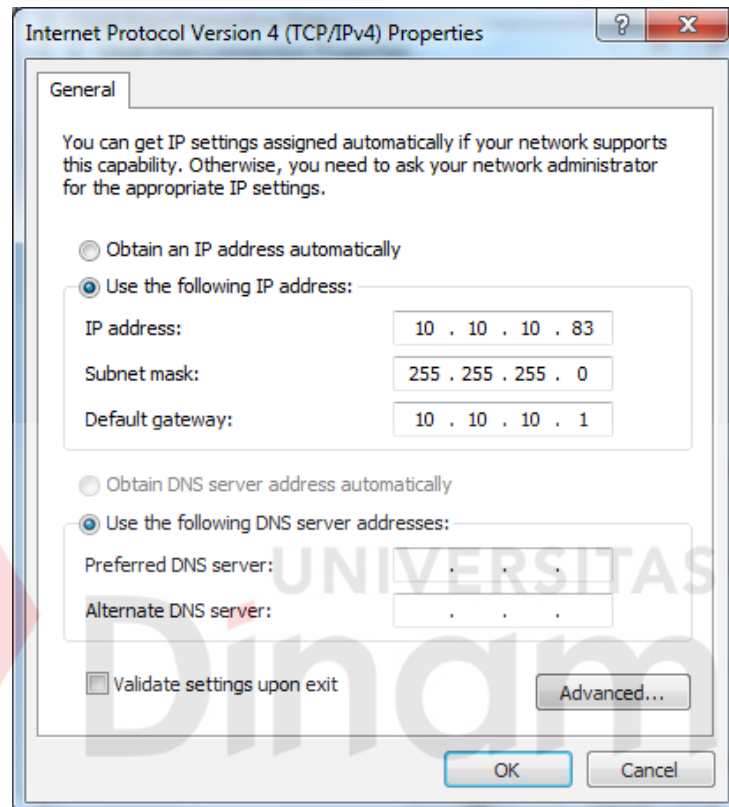 Internet Protocol Version 4 (TCP/IPv4) Properties
General
You can get IP settings assigned automatically if your network supports
this capability. Otherwise, you need to ask your network administrator
for the appropriate IP settings.
Obtain an IP address automatically
Use the following IP address:
IP address: 10 . 10 . 10 . 83
Subnet mask: 255 . 255 . 255 . 0
Default gateway: 10 . 10 . 10 . 1
Obtain DNS server address automatically
Use the following DNS server addresses:
Preferred DNS server: . . .
UNIVERSITAS
Alternate DNS server: . . .
Dinam
Validate settings upon exit
Advanced...
OK Cancel